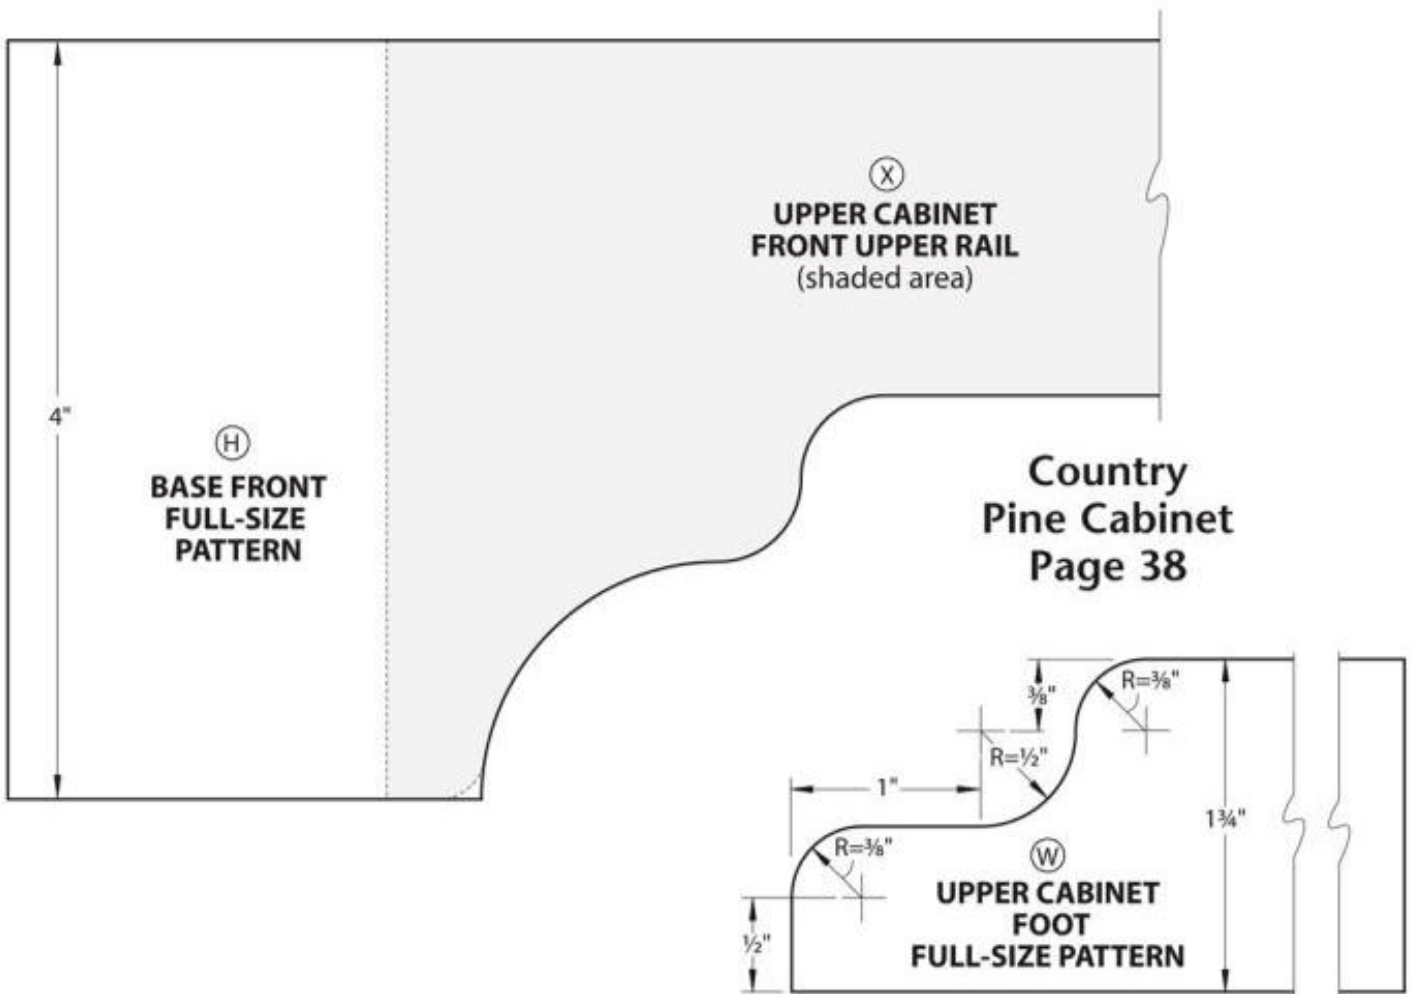 4"
Ⓗ
BASE FRONT
FULL-SIZE
PATTERN
Ⓧ
UPPER CABINET
FRONT UPPER RAIL
(shaded area)
Country
Pine Cabinet
Page 38
⅜"
R=⅜"
R=½"
1"
1¾"
R=⅜"
½"
Ⓦ
UPPER CABINET
FOOT
FULL-SIZE PATTERN